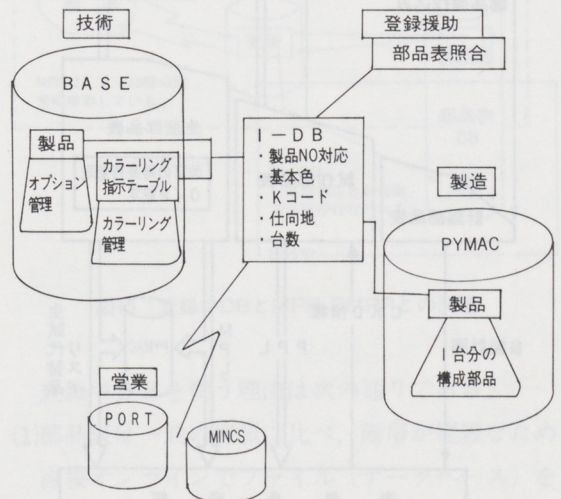 技術
BASE
製品
オプション
管理
カラーリング
指示テーブル
カラーリング
管理
登録援助
部品表照合
I－DB
・製品NO対応
・基本色
・Kコード
・仕向地
・台数
製造
PYMAC
製品
1台分の
構成部品
営業
PORT
MINCS